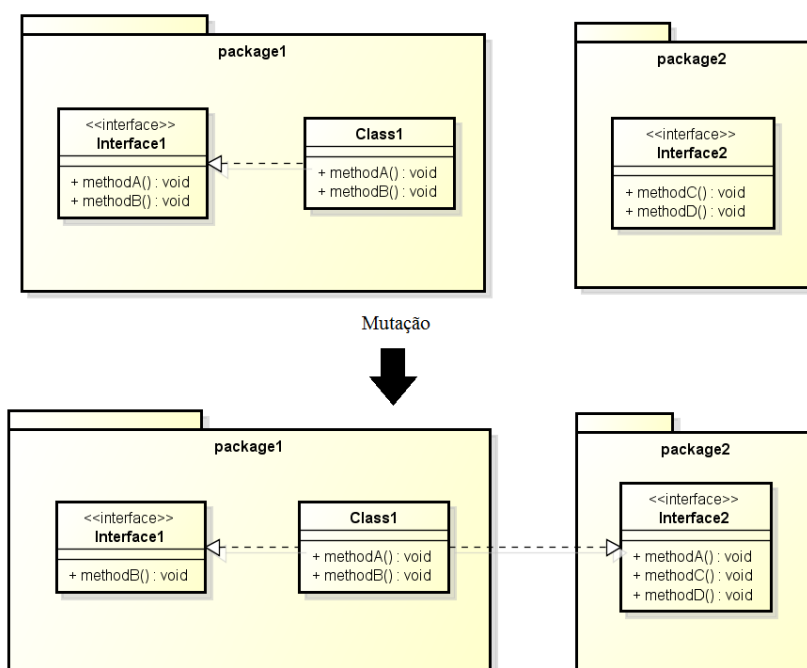 package1
<<interface>>
Interface1
+ methodA() : void
+ methodB() : void
Class1
+ methodA() : void
+ methodB() : void
package2
<<interface>>
Interface2
+ methodC() : void
+ methodD() : void
Mutação
package1
<<interface>>
Interface1
+ methodB() : void
Class1
+ methodA() : void
+ methodB() : void
package2
<<interface>>
Interface2
+ methodA() : void
+ methodC() : void
+ methodD() : void